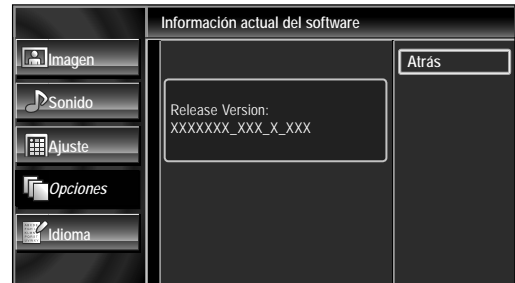 Información actual del software
Imagen
Sonido
Ajuste
Opciones
Idioma
Release Version:
XXXXXXX_XXX_X_XXX
Atrás